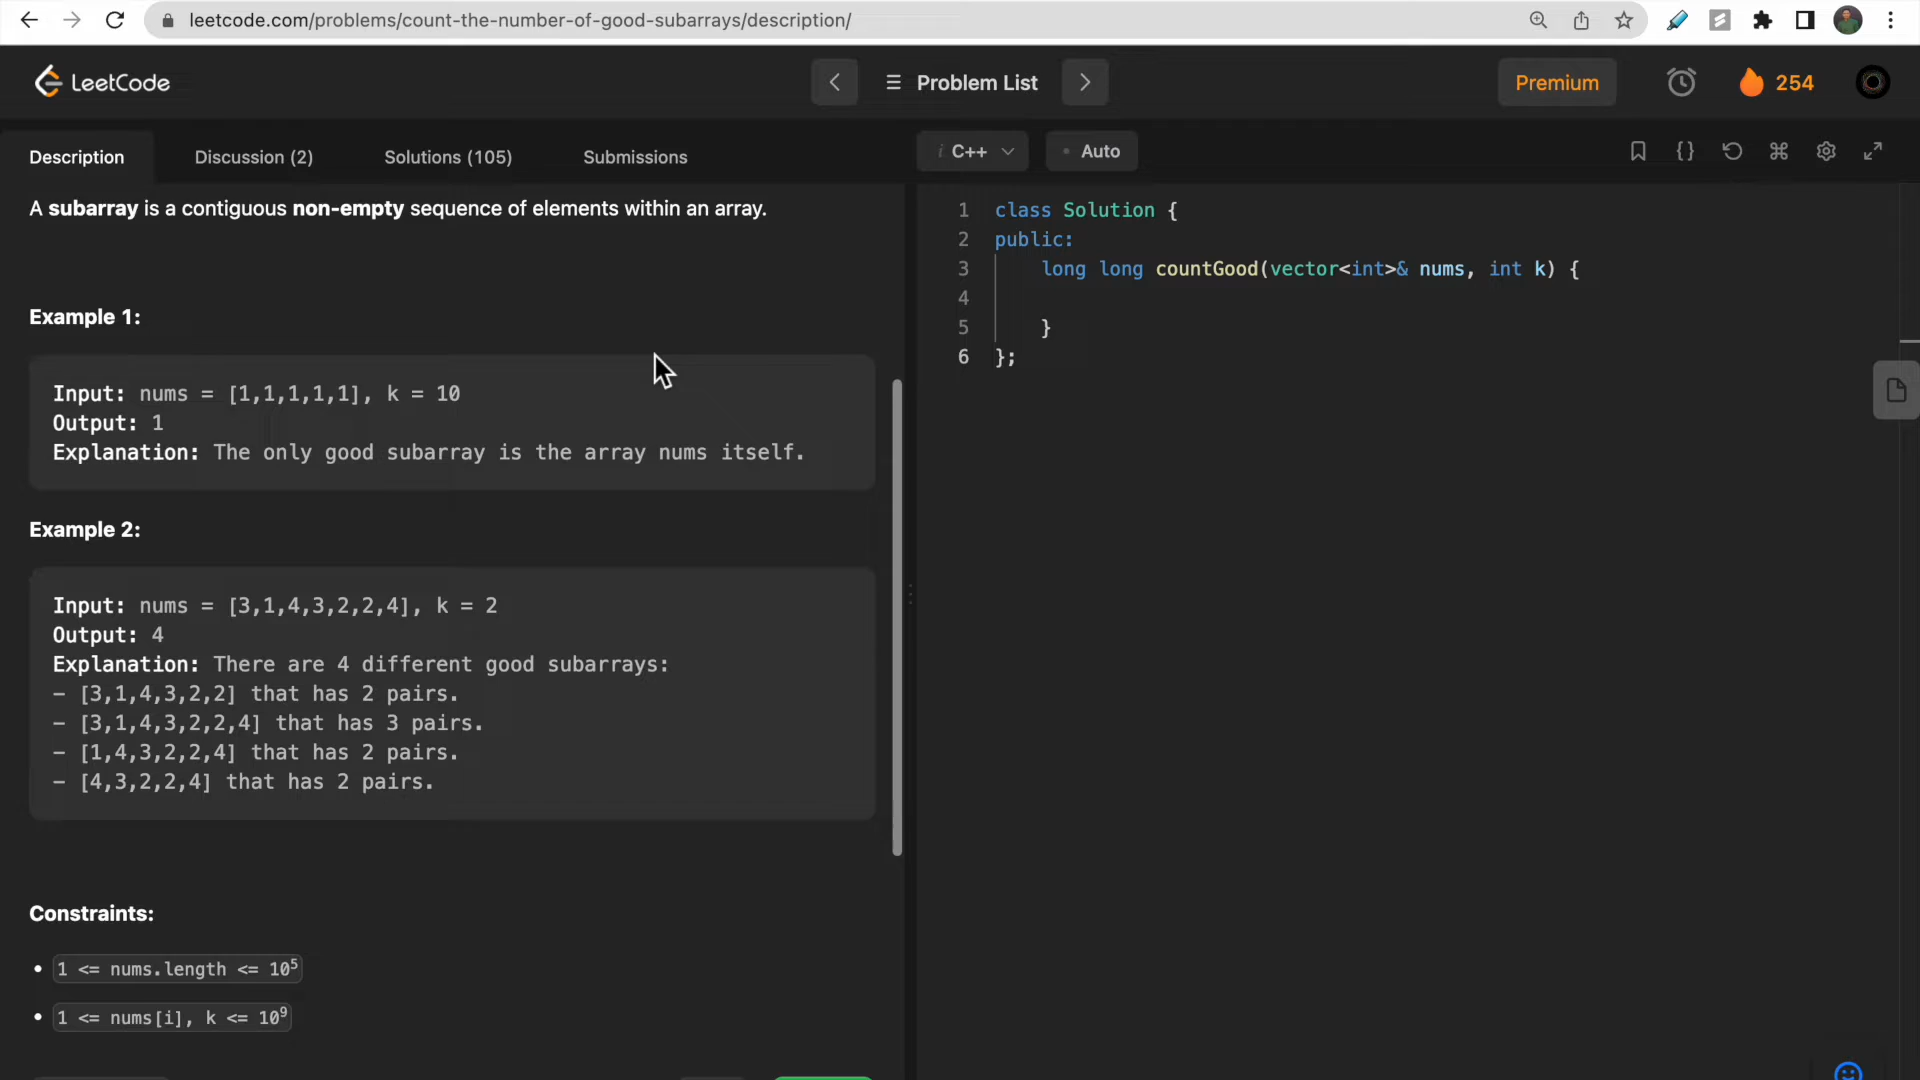 leetcode.com/problems/count-the-number-of-good-subarrays/description/
LeetCode
Problem List
Premium
254
Description
Discussion (2)
Solutions (105)
Submissions
i C++
• Auto
A subarray is a contiguous non-empty sequence of elements within an array.
Example 1:
Input: nums = [1,1,1,1,1], k = 10
Output: 1
Explanation: The only good subarray is the array nums itself.
Example 2:
Input: nums = [3,1,4,3,2,2,4], k = 2
Output: 4
Explanation: There are 4 different good subarrays:
- [3,1,4,3,2,2] that has 2 pairs.
- [3,1,4,3,2,2,4] that has 3 pairs.
- [1,4,3,2,2,4] that has 2 pairs.
- [4,3,2,2,4] that has 2 pairs.
Constraints:
• 1 <= nums.length <= 10⁵
• 1 <= nums[i], k <= 10⁹
1 class Solution {
2 public:
3 long long countGood(vector<int>& nums, int k) {
4
5 }
6 };